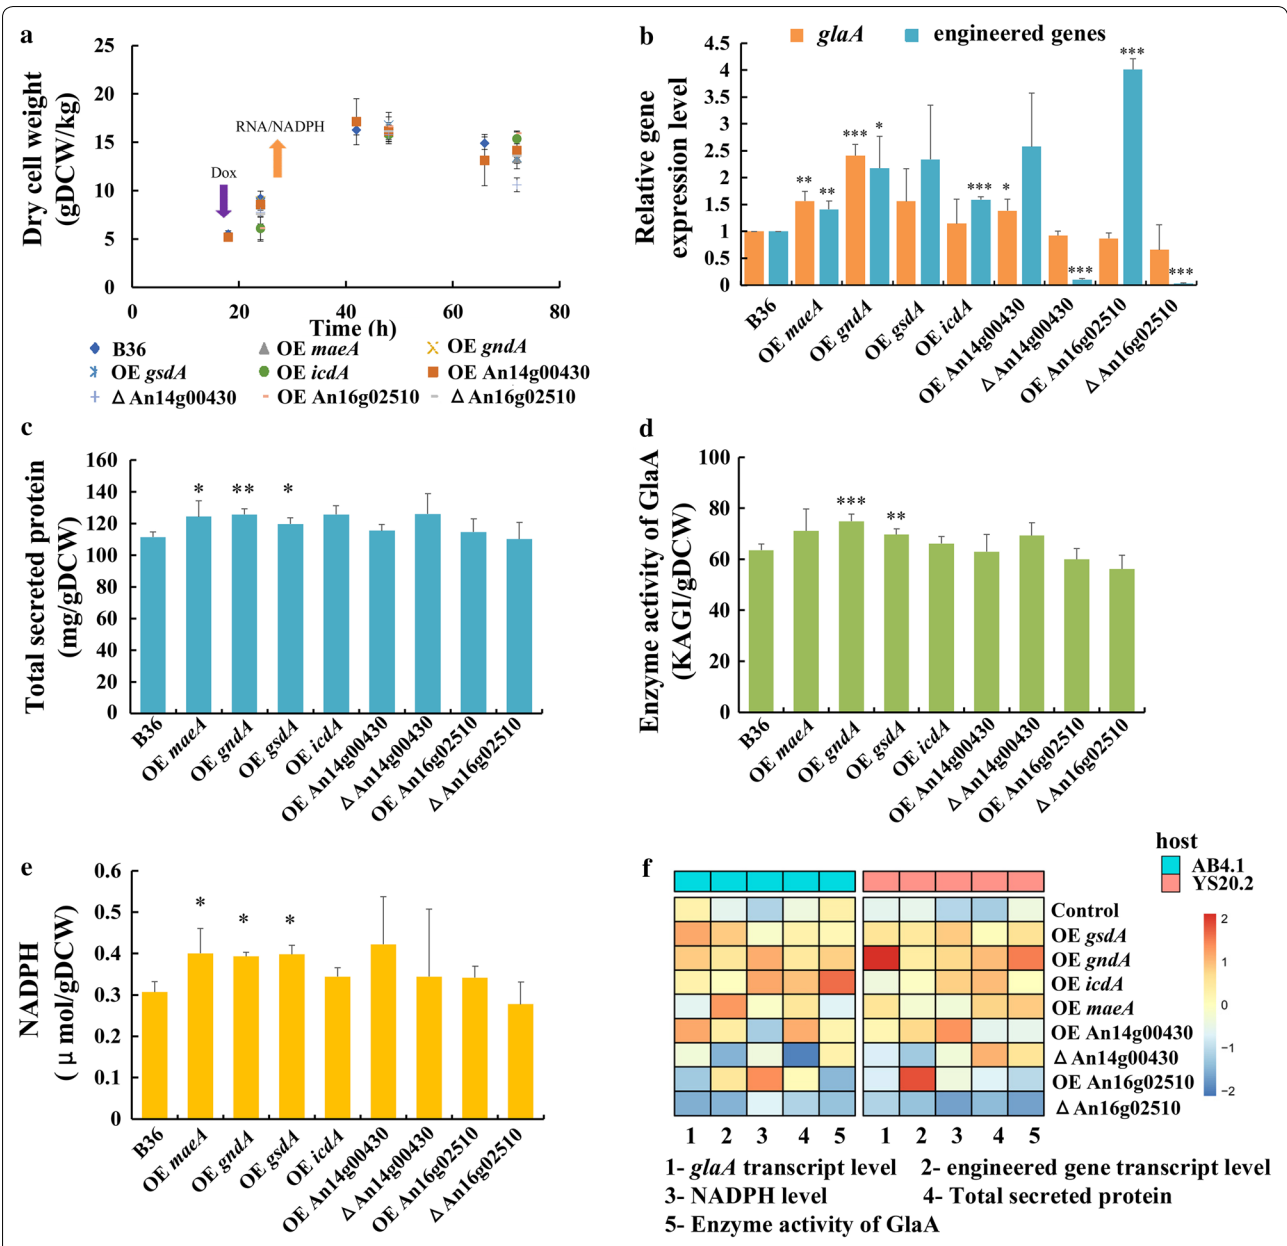 a
Dry cell weight
(gDCW/kg)
25
20
15
10
5
0
RNA/NADPH
Dox
0 20 40 60 80
Time (h)
B36 OE maeA OE gndA
OE gsdA OE icdA OE An14g00430
Δ An14g00430 OE An16g02510 Δ An16g02510
b
glaA engineered genes
Relative gene
expression level
4.5
4
3.5
3
2.5
2
1.5
1
0.5
0
** ** *** * *** * *** *** ***
B36 OE maeA OE gndA OE gsdA OE icdA OE An14g00430 Δ An14g00430 OE An16g02510 Δ An16g02510
c
Total secreted protein
(mg/gDCW)
160
140
120
100
80
60
40
20
0
* ** *
B36 OE maeA OE gndA OE gsdA OE icdA OE An14g00430 Δ An14g00430 OE An16g02510 Δ An16g02510
d
Enzyme activity of GlaA
(KAGI/gDCW)
100
80
60
40
20
0
*** **
B36 OE maeA OE gndA OE gsdA OE icdA OE An14g00430 Δ An14g00430 OE An16g02510 Δ An16g02510
e
NADPH
( μ mol/gDCW)
0.6
0.5
0.4
0.3
0.2
0.1
0
* * *
B36 OE maeA OE gndA OE gsdA OE icdA OE An14g00430 Δ An14g00430 OE An16g02510 Δ An16g02510
f
host
AB4.1
YS20.2
Control
OE gsdA
OE gndA
OE icdA
OE maeA
OE An14g00430
Δ An14g00430
OE An16g02510
Δ An16g02510
2
1
0
−1
−2
1 2 3 4 5 1 2 3 4 5
1- glaA transcript level 2- engineered gene transcript level
3- NADPH level 4- Total secreted protein
5- Enzyme activity of GlaA